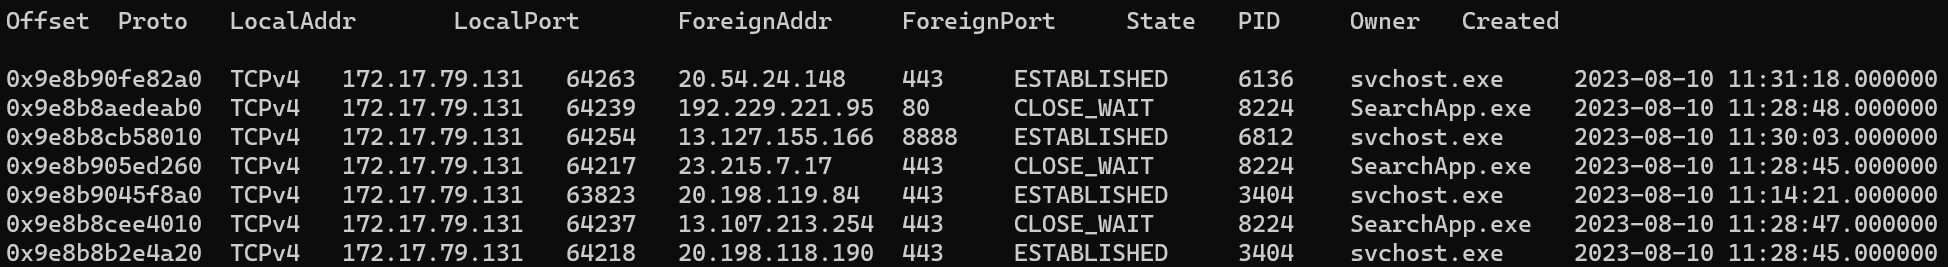 Offset  Proto   LocalAddr       LocalPort       ForeignAddr     ForeignPort     State   PID     Owner   Created
0x9e8b90fe82a0  TCPv4   172.17.79.131   64263   20.54.24.148    443     ESTABLISHED     6136    svchost.exe     2023-08-10 11:31:18.000000
0x9e8b8aedeab0  TCPv4   172.17.79.131   64239   192.229.221.95  80      CLOSE_WAIT      8224    SearchApp.exe   2023-08-10 11:28:48.000000
0x9e8b8cb58010  TCPv4   172.17.79.131   64254   13.127.155.166  8888    ESTABLISHED     6812    svchost.exe     2023-08-10 11:30:03.000000
0x9e8b905ed260  TCPv4   172.17.79.131   64217   23.215.7.17     443     CLOSE_WAIT      8224    SearchApp.exe   2023-08-10 11:28:45.000000
0x9e8b9045f8a0  TCPv4   172.17.79.131   63823   20.198.119.84   443     ESTABLISHED     3404    svchost.exe     2023-08-10 11:14:21.000000
0x9e8b8cee4010  TCPv4   172.17.79.131   64237   13.107.213.254  443     CLOSE_WAIT      8224    SearchApp.exe   2023-08-10 11:28:47.000000
0x9e8b8b2e4a20  TCPv4   172.17.79.131   64218   20.198.118.190  443     ESTABLISHED     3404    svchost.exe     2023-08-10 11:28:45.000000